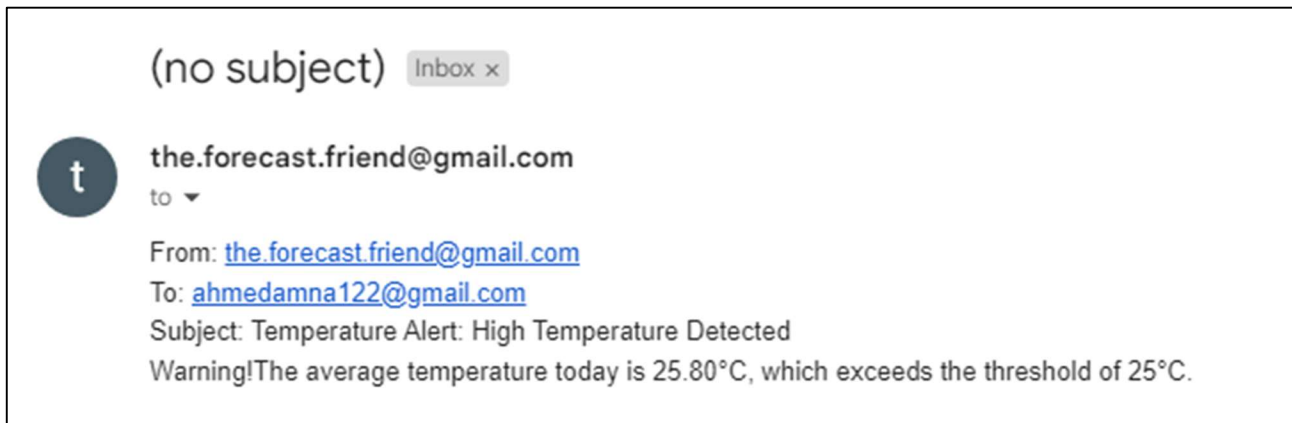 (no subject) Inbox ×
t
the.forecast.friend@gmail.com
to
From: the.forecast.friend@gmail.com
To: ahmedamna122@gmail.com
Subject: Temperature Alert: High Temperature Detected
Warning!The average temperature today is 25.80°C, which exceeds the threshold of 25°C.